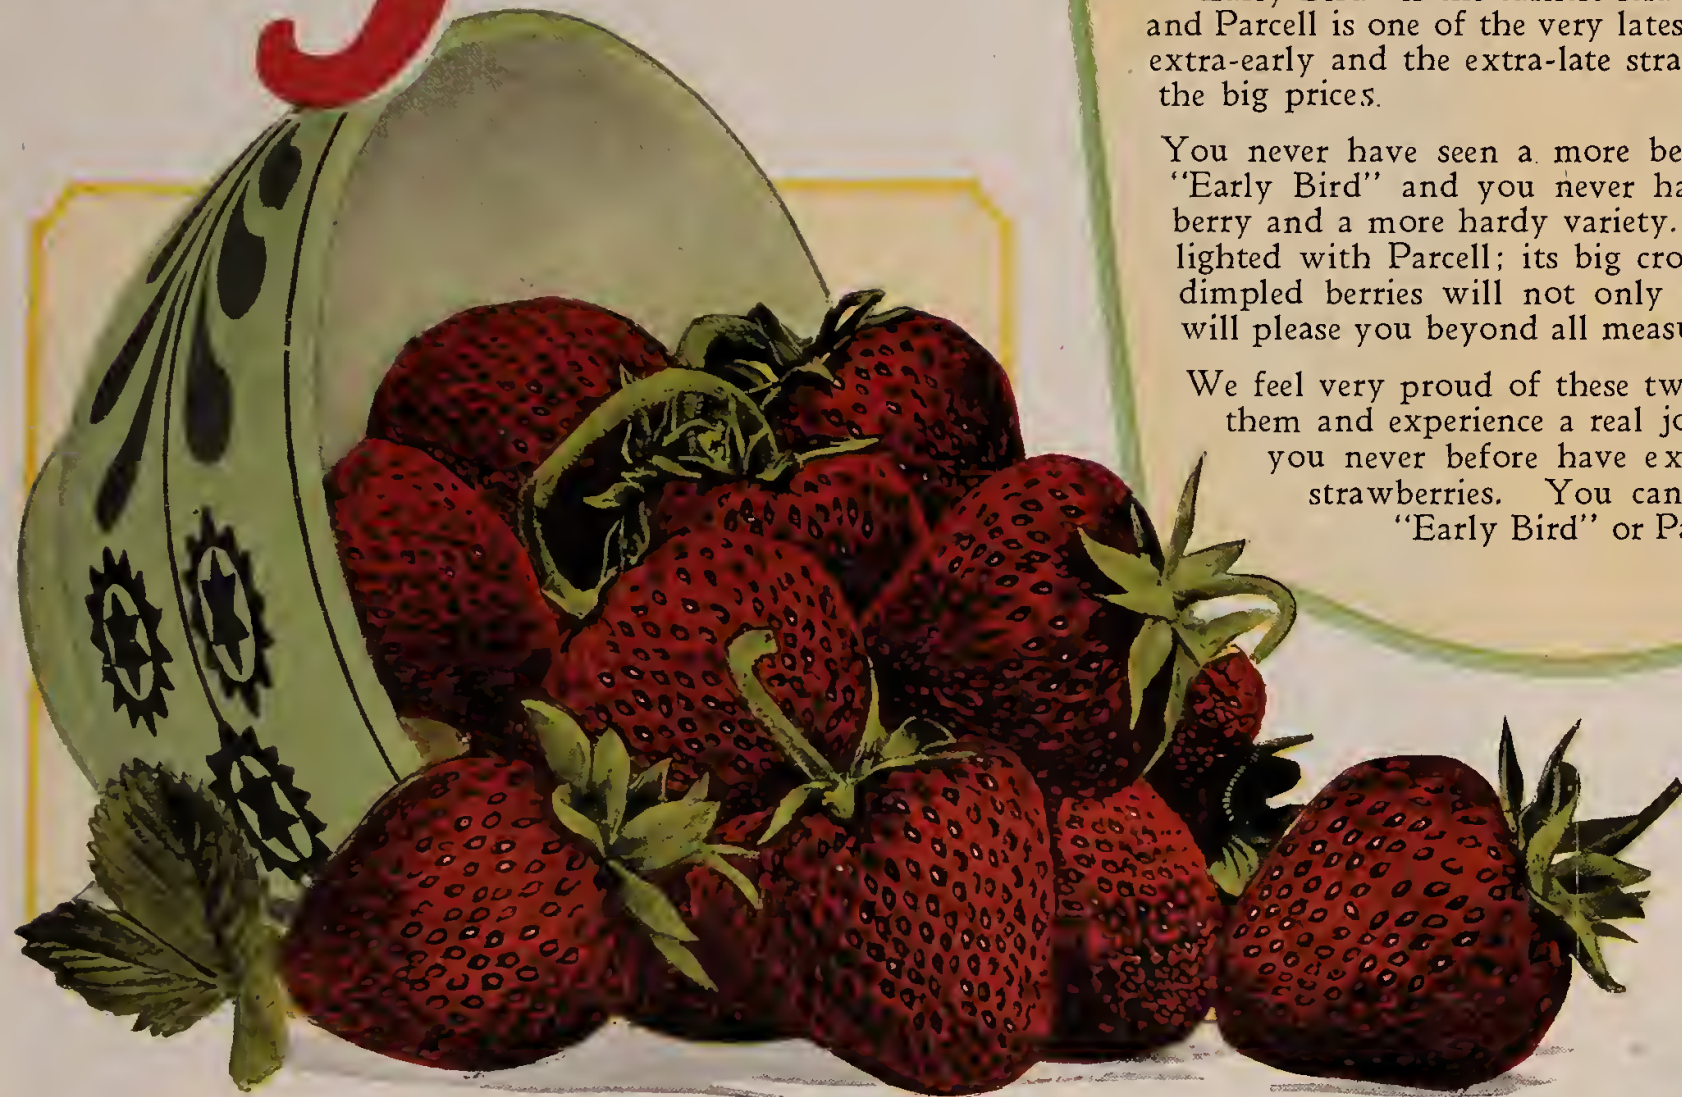 and Parcell is one of the very lates
extra-early and the extra-late stra
the big prices.
You never have seen a more be
“Early Bird” and you never ha
berry and a more hardy variety.
lighted with Parcell; its big cro
dimpled berries will not only
will please you beyond all meas
We feel very proud of these tw
them and experience a real jo
you never before have ex
strawberries. You can
“Early Bird” or Pa